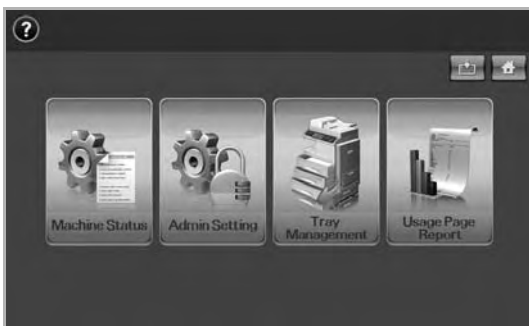 ?
Machine Status
Admin Setting
Tray
Management
Usage Page
Report